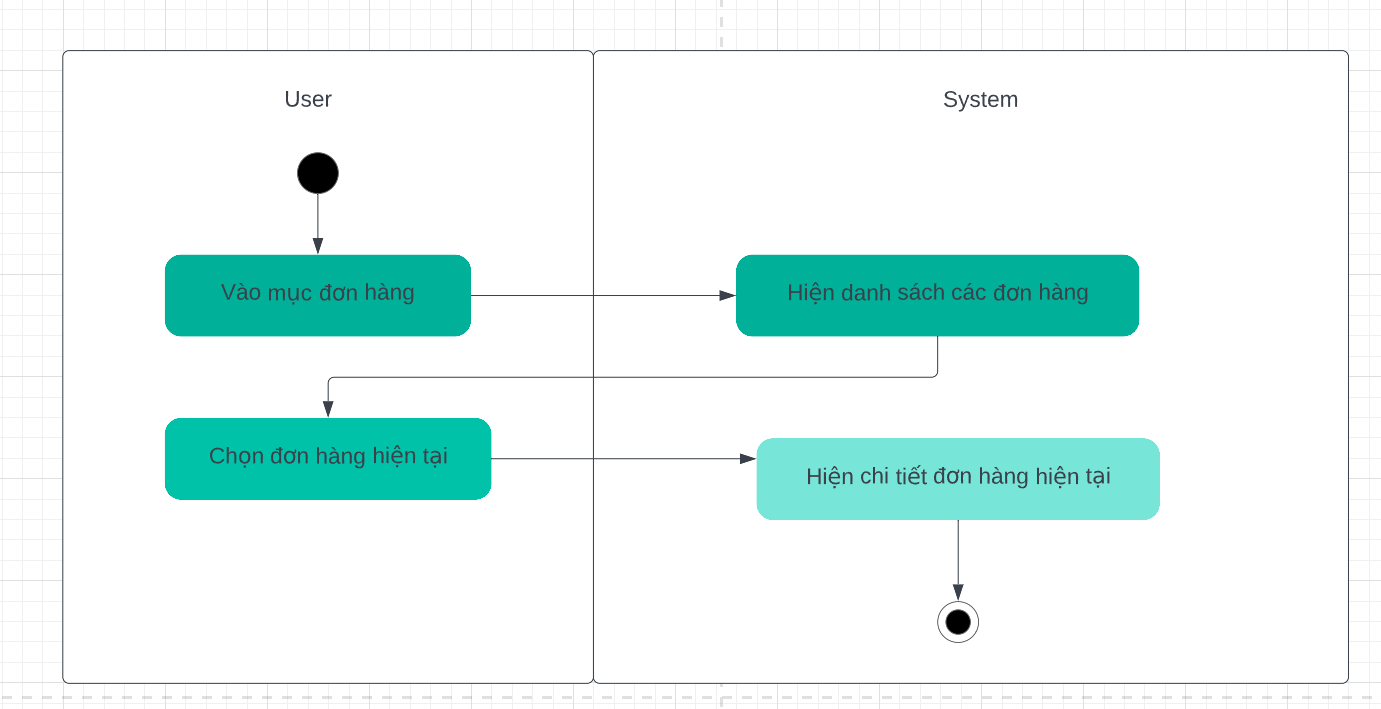 User
System
Vào mục đơn hàng
Hiện danh sách các đơn hàng
Chọn đơn hàng hiện tại
Hiện chi tiết đơn hàng hiện tại